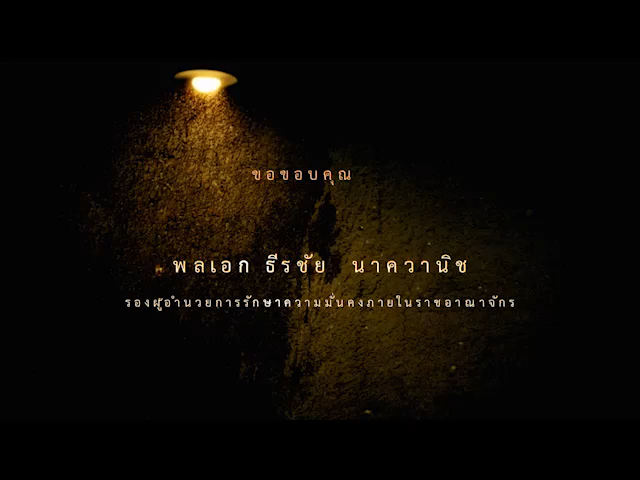 ขอขอบคุณ
พลเอก ธีรชัย นาควานิช
รองผู้อำนวยการรักษาความมั่นคงภายในราชอาณาจักร